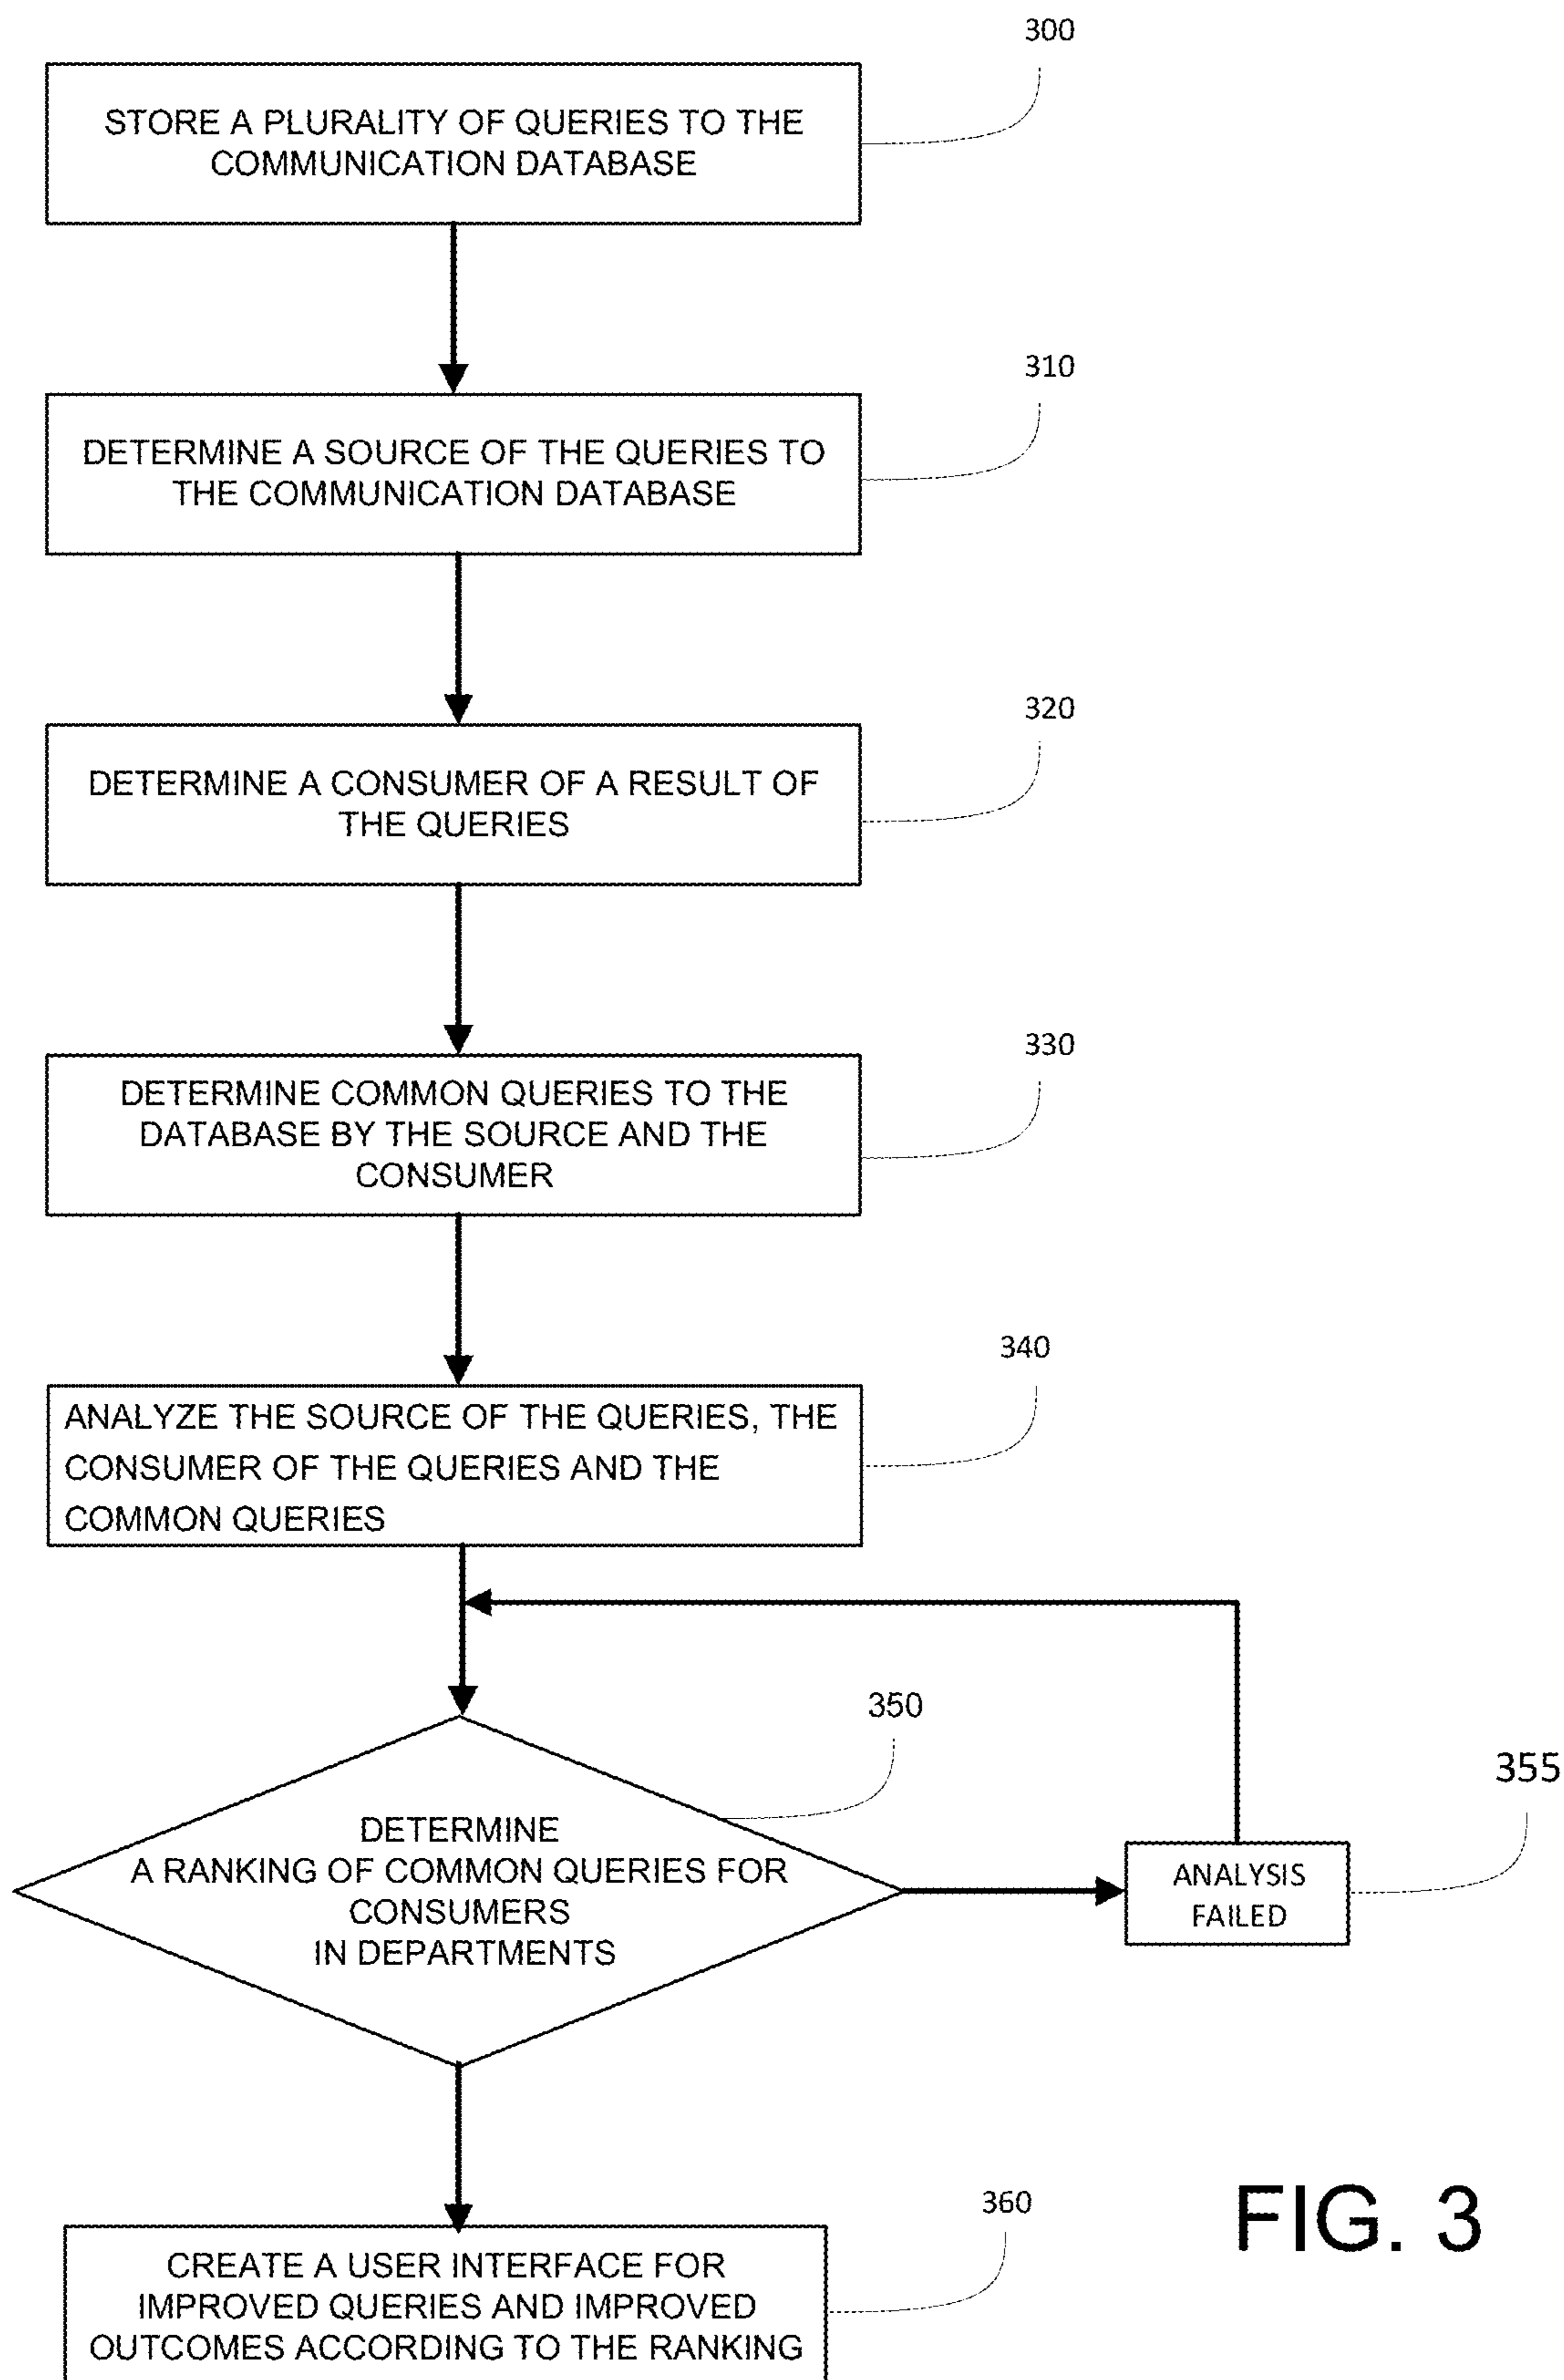 300
STORE A PLURALITY OF QUERIES TO THE
COMMUNICATION DATABASE
310
DETERMINE A SOURCE OF THE QUERIES TO
THE COMMUNICATION DATABASE
320
DETERMINE A CONSUMER OF A RESULT OF
THE QUERIES
330
DETERMINE COMMON QUERIES TO THE
DATABASE BY THE SOURCE AND THE
CONSUMER
340
ANALYZE THE SOURCE OF THE QUERIES, THE
CONSUMER OF THE QUERIES AND THE
COMMON QUERIES
350
DETERMINE
A RANKING OF COMMON QUERIES FOR
CONSUMERS
IN DEPARTMENTS
355
ANALYSIS
FAILED
360
CREATE A USER INTERFACE FOR
IMPROVED QUERIES AND IMPROVED
OUTCOMES ACCORDING TO THE RANKING
FIG. 3